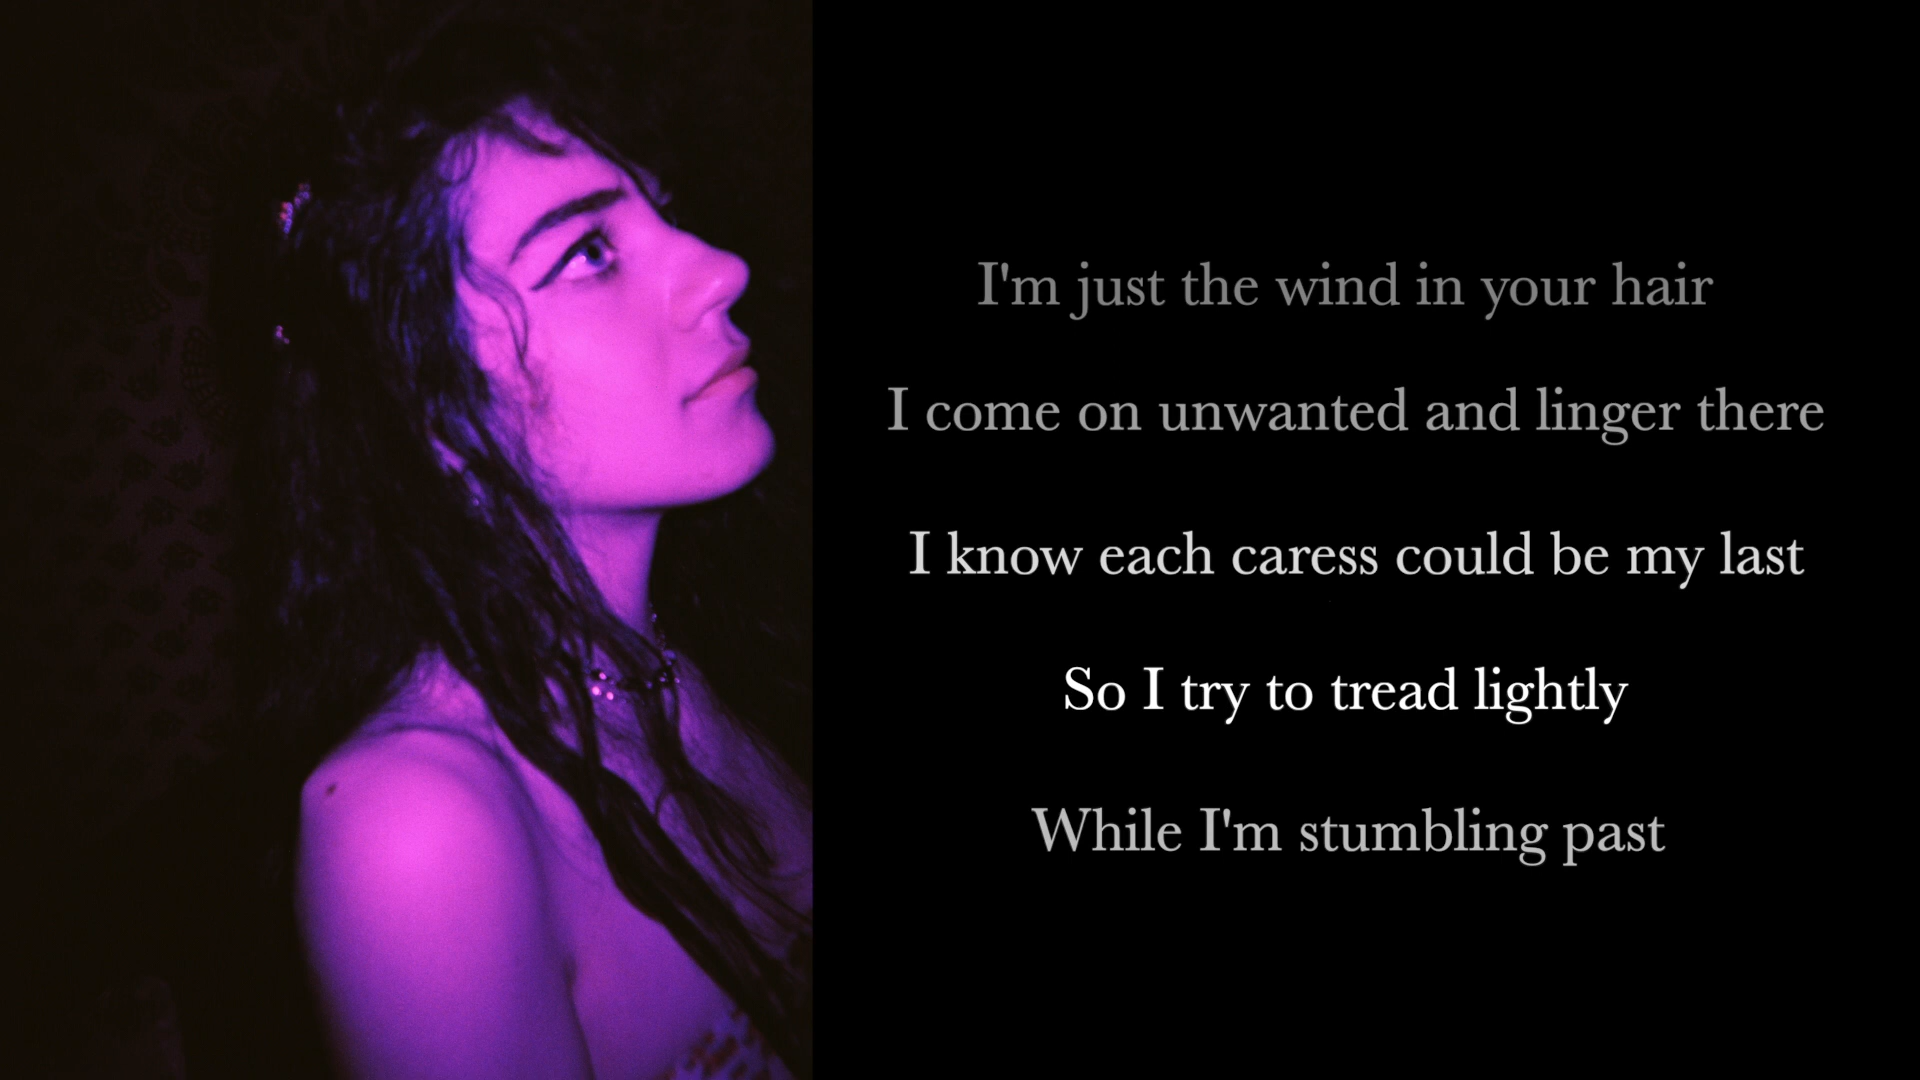 I'm just the wind in your hair
I come on unwanted and linger there
I know each caress could be my last
So I try to tread lightly
While I'm stumbling past